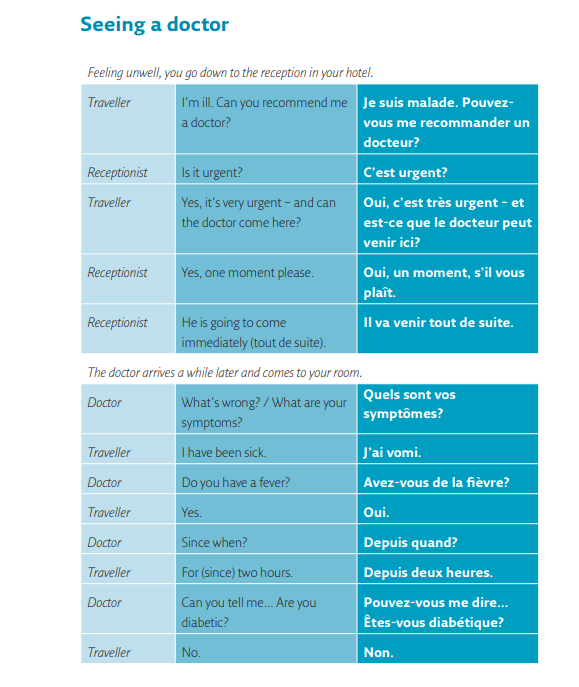 Seeing a doctor
Feeling unwell, you go down to the reception in your hotel.
Traveller
I'm ill. Can you recommend me
a doctor?
Je suis malade. Pouvez-
vous me recommander un
docteur?
Receptionist
Is it urgent?
C'est urgent?
Traveller
Yes, it's very urgent – and can
the doctor come here?
Oui, c'est très urgent – et
est-ce que le docteur peut
venir ici?
Receptionist
Yes, one moment please.
Oui, un moment, s'il vous
plaît.
Receptionist
He is going to come
immediately (tout de suite).
Il va venir tout de suite.
The doctor arrives a while later and comes to your room.
Doctor
What's wrong? / What are your
symptoms?
Quels sont vos
symptômes?
Traveller
I have been sick.
J'ai vomi.
Doctor
Do you have a fever?
Avez-vous de la fièvre?
Traveller
Yes.
Oui.
Doctor
Since when?
Depuis quand?
Traveller
For (since) two hours.
Depuis deux heures.
Doctor
Can you tell me... Are you
diabetic?
Pouvez-vous me dire...
Êtes-vous diabétique?
Traveller
No.
Non.